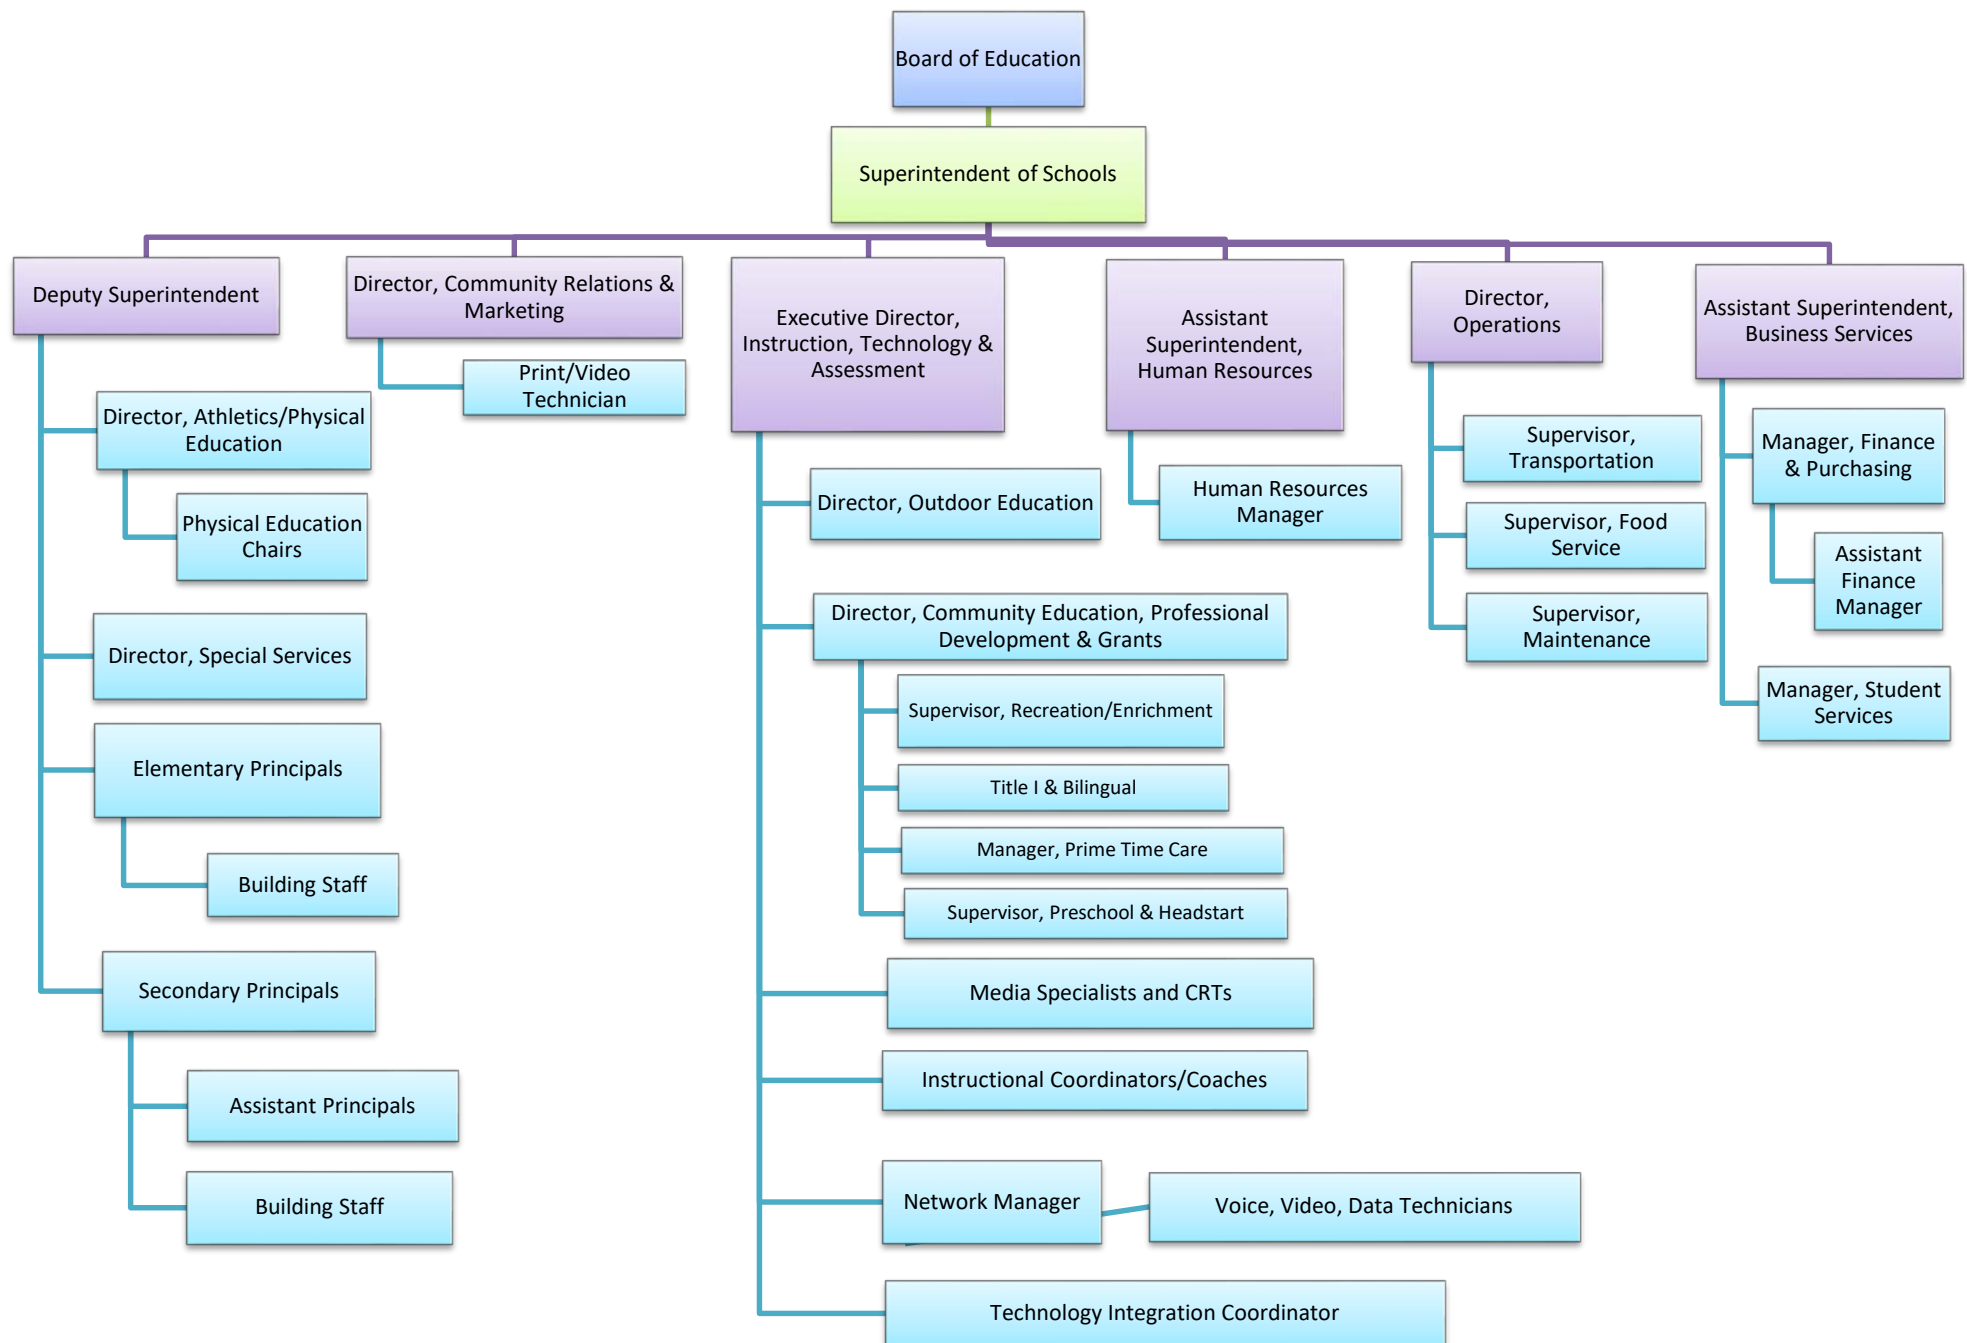 Board of Education
Superintendent of Schools
Deputy Superintendent
Director, Athletics/Physical
Education
Physical Education
Chairs
Director, Special Services
Elementary Principals
Building Staff
Secondary Principals
Assistant Principals
Building Staff
Director, Community Relations &
Marketing
Print/Video
Technician
Executive Director,
Instruction, Technology &
Assessment
Director, Outdoor Education
Director, Community Education, Professional
Development & Grants
Supervisor, Recreation/Enrichment
Title I & Bilingual
Manager, Prime Time Care
Supervisor, Preschool & Headstart
Media Specialists and CRTs
Instructional Coordinators/Coaches
Network Manager
Voice, Video, Data Technicians
Technology Integration Coordinator
Assistant
Superintendent,
Human Resources
Human Resources
Manager
Director,
Operations
Supervisor,
Transportation
Supervisor, Food
Service
Supervisor,
Maintenance
Assistant Superintendent,
Business Services
Manager, Finance
& Purchasing
Assistant
Finance
Manager
Manager, Student
Services